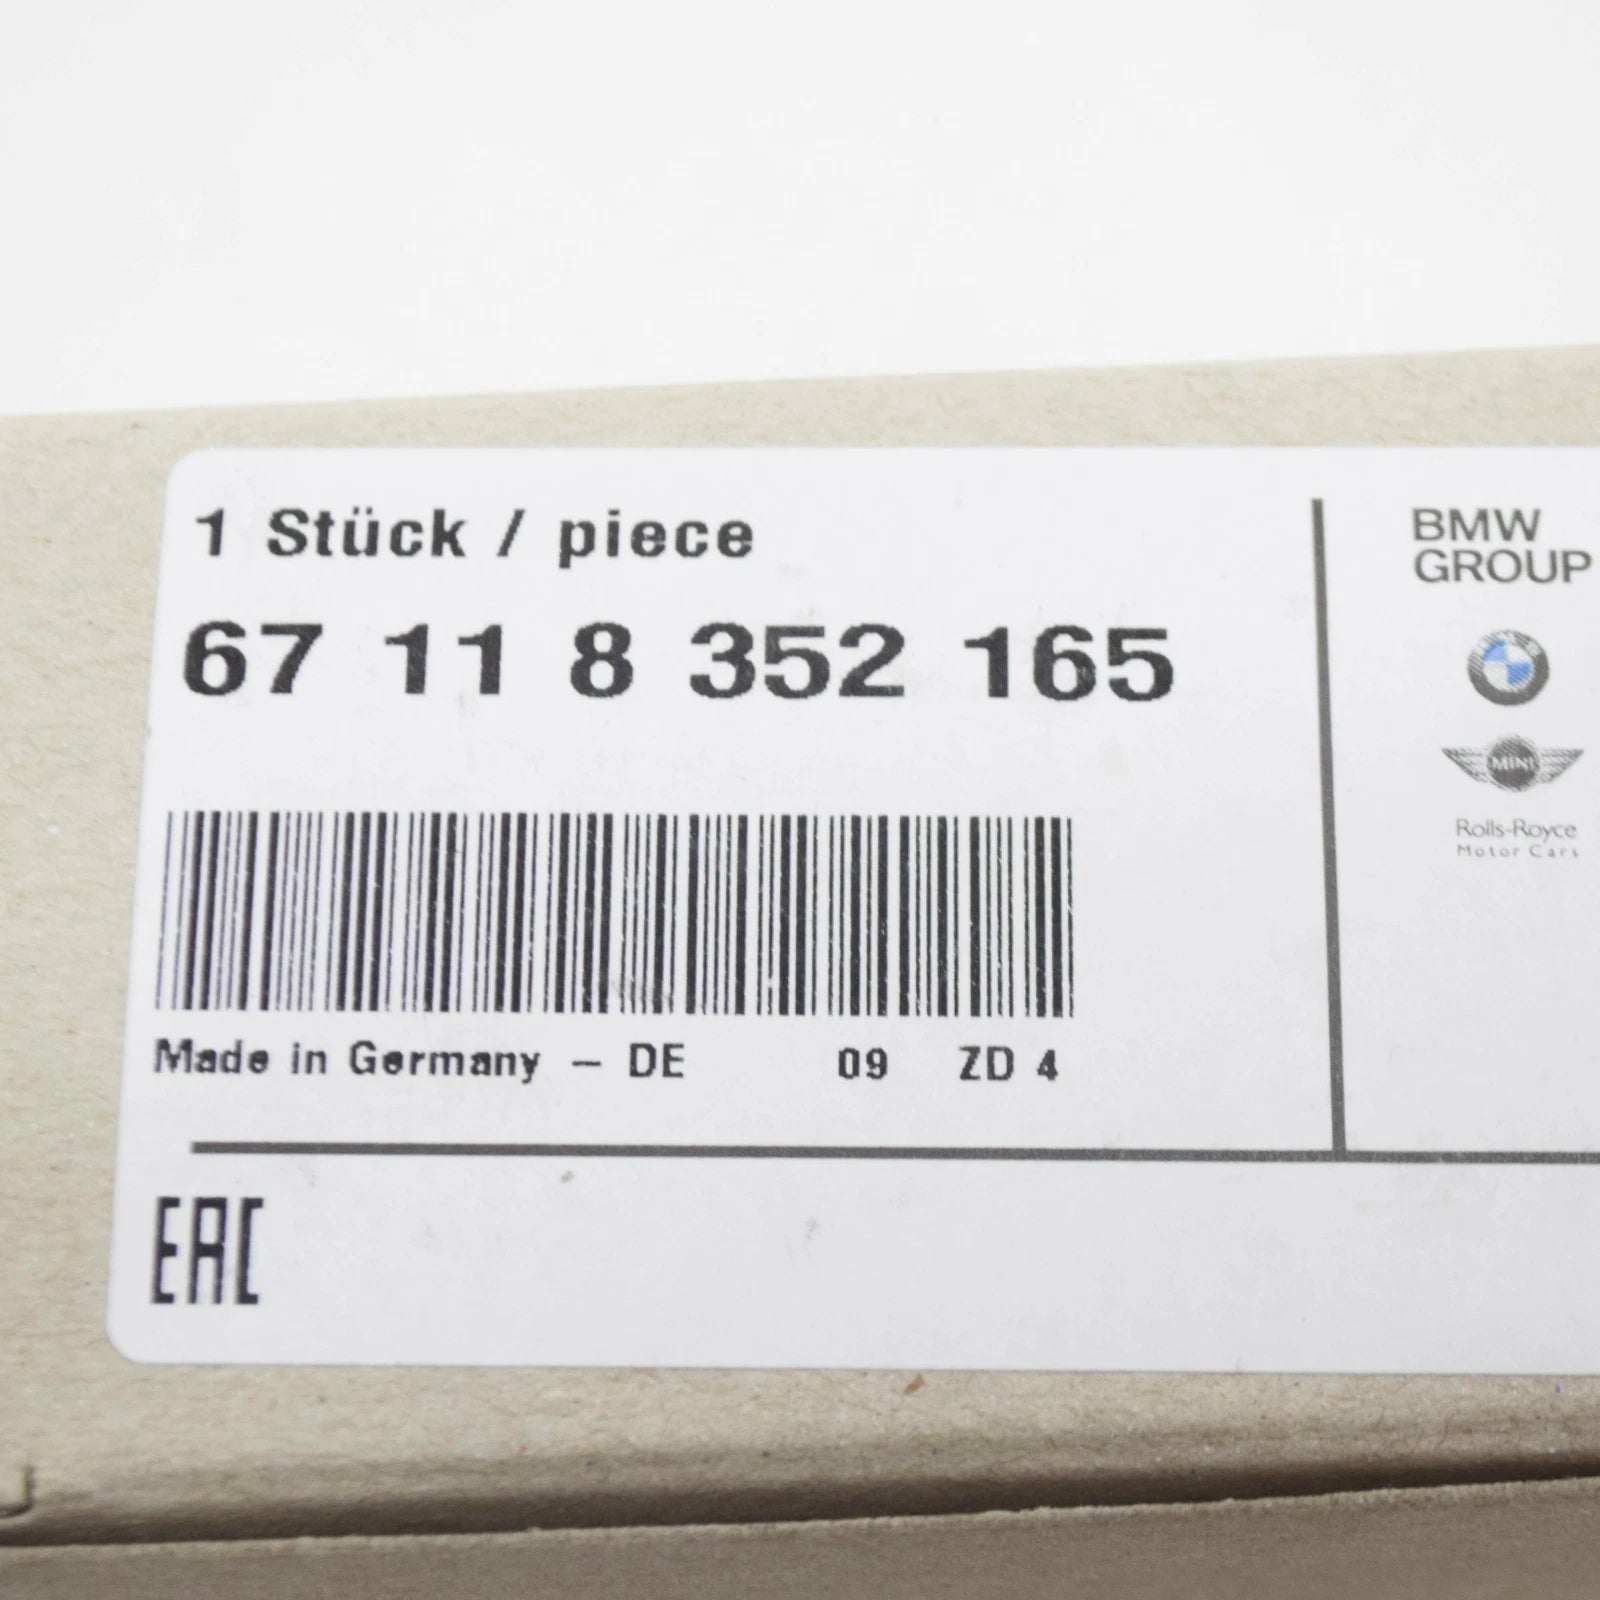 1 Stück / piece
67 11 8 352 165
Made in Germany – DE 09 ZD 4
EAC
BMW
GROUP
MINI
Rolls-Royce
Motor Cars